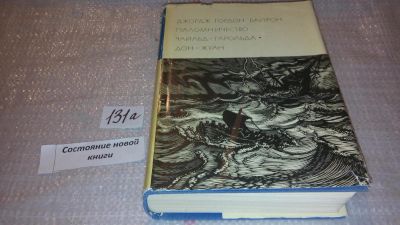 ДЖОРДЖ ГОРДОН БАЙРОН
ПАЛОМНИЧЕСТВО
ЧАЙЛЬД-ГАРОЛЬДА •
ДОН-ЖУАН
131а
Состояние новой
книги